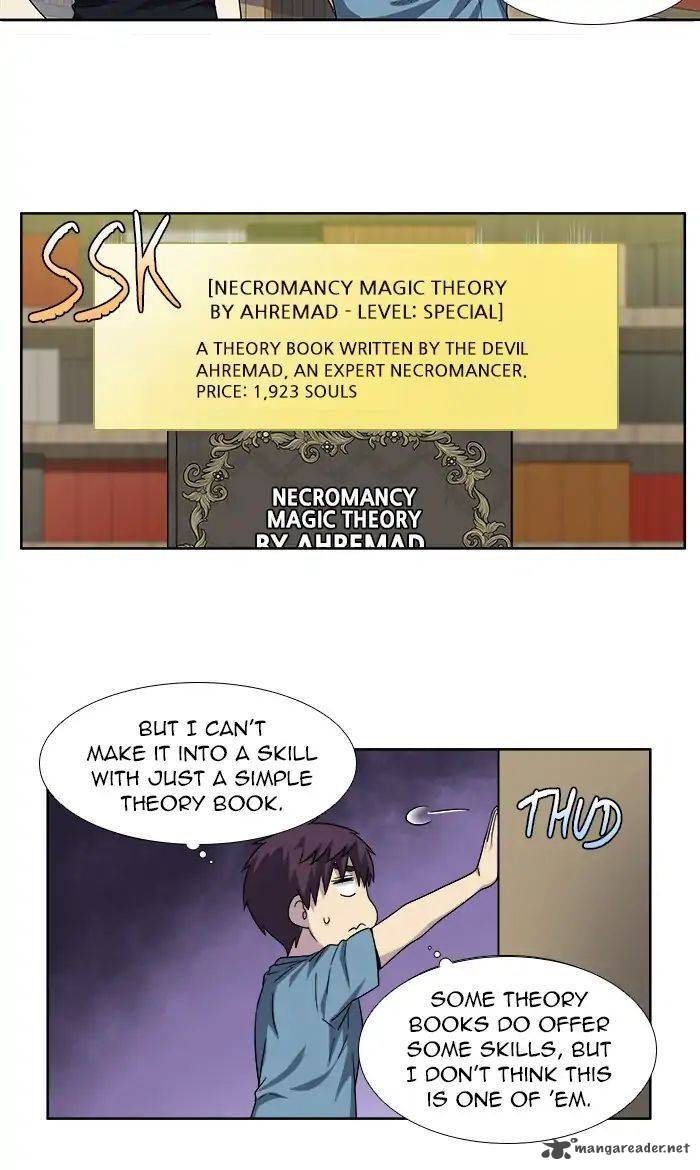 SSK
[NECROMANCY MAGIC THEORY
BY AHREMAD - LEVEL: SPECIAL]
A THEORY BOOK WRITTEN BY THE DEVIL
AHREMAD, AN EXPERT NECROMANCER.
PRICE: 1,923 SOULS
NECROMANCY
MAGIC THEORY
BY AHREMAD
BUT I CAN'T
MAKE IT INTO A SKILL
WITH JUST A SIMPLE
THEORY BOOK.
THUD
SOME THEORY
BOOKS DO OFFER
SOME SKILLS, BUT
I DON'T THINK THIS
IS ONE OF 'EM.
mangareader.net